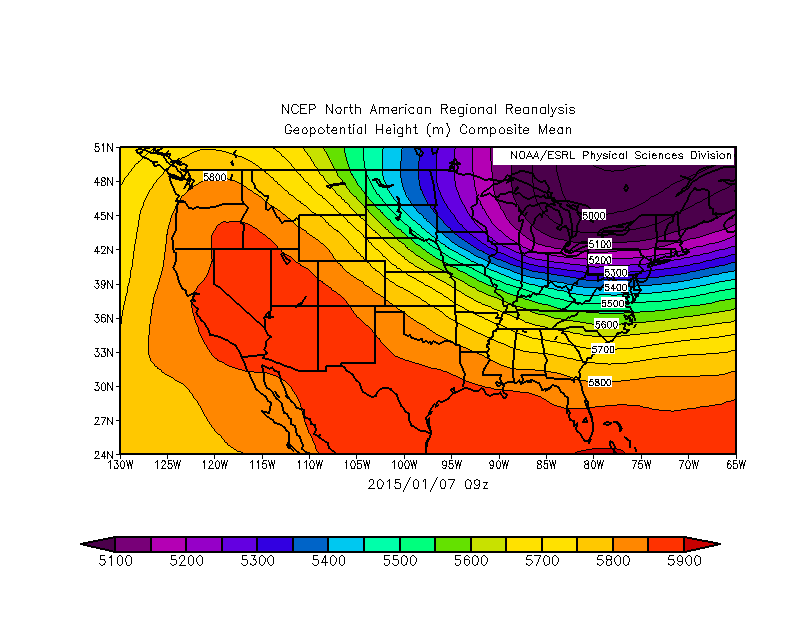 NCEP North American Regional Reanalysis
Geopotential Height (m) Composite Mean
NOAA/ESRL Physical Sciences Division
51N
48N
45N
42N
39N
36N
33N
30N
27N
24N
5800
5000
5100
5200
5300
5400
5500
5600
5700
5800
130W 125W 120W 115W 110W 105W 100W 95W 90W 85W 80W 75W 70W 65W
2015/01/07 09z
5100 5200 5300 5400 5500 5600 5700 5800 5900